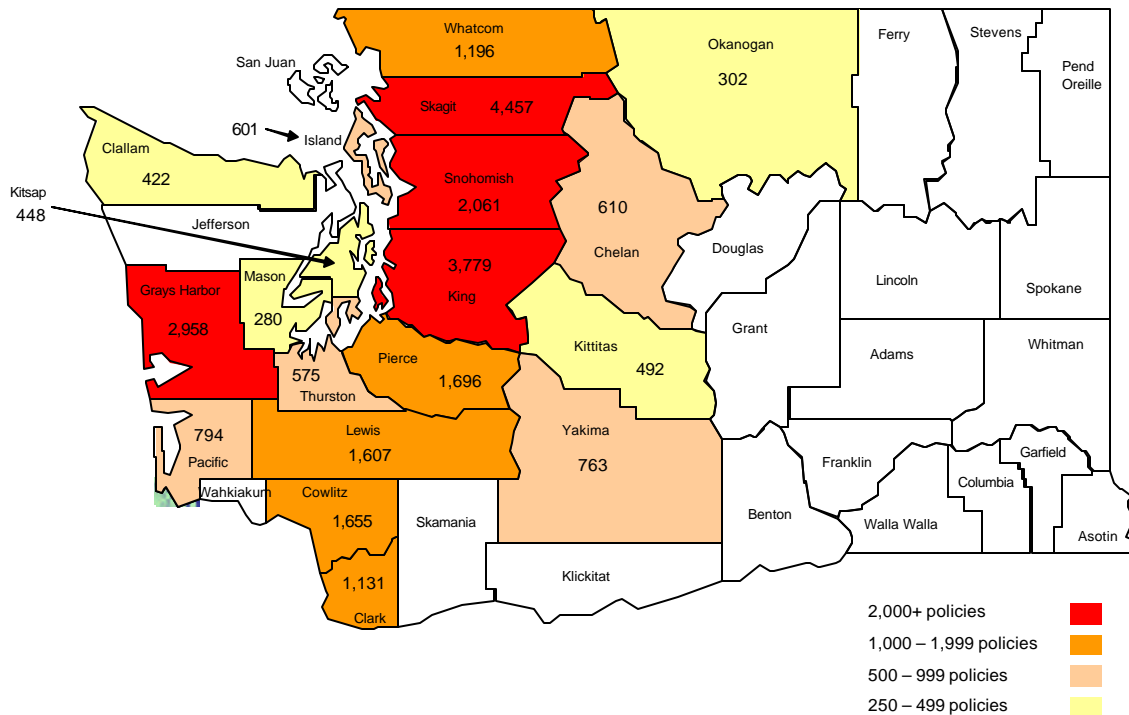 Whatcom
1,196
Okanogan
302
Ferry
Stevens
Pend
Oreille
San Juan
Skagit 4,457
601
Island
Clallam
422
Kitsap
448
Snohomish
2,061
610
Chelan
Jefferson
Douglas
Mason
280
3,779
King
Lincoln
Spokane
Grays Harbor
2,958
Grant
Kittitas
492
Adams
Whitman
Pierce
1,696
575
Thurston
794
Pacific
Lewis
1,607
Yakima
763
Franklin
Garfield
Columbia
Wahkiakum
Cowlitz
1,655
Skamania
Benton
Walla Walla
Asotin
1,131
Clark
Klickitat
2,000+ policies
1,000 – 1,999 policies
500 – 999 policies
250 – 499 policies